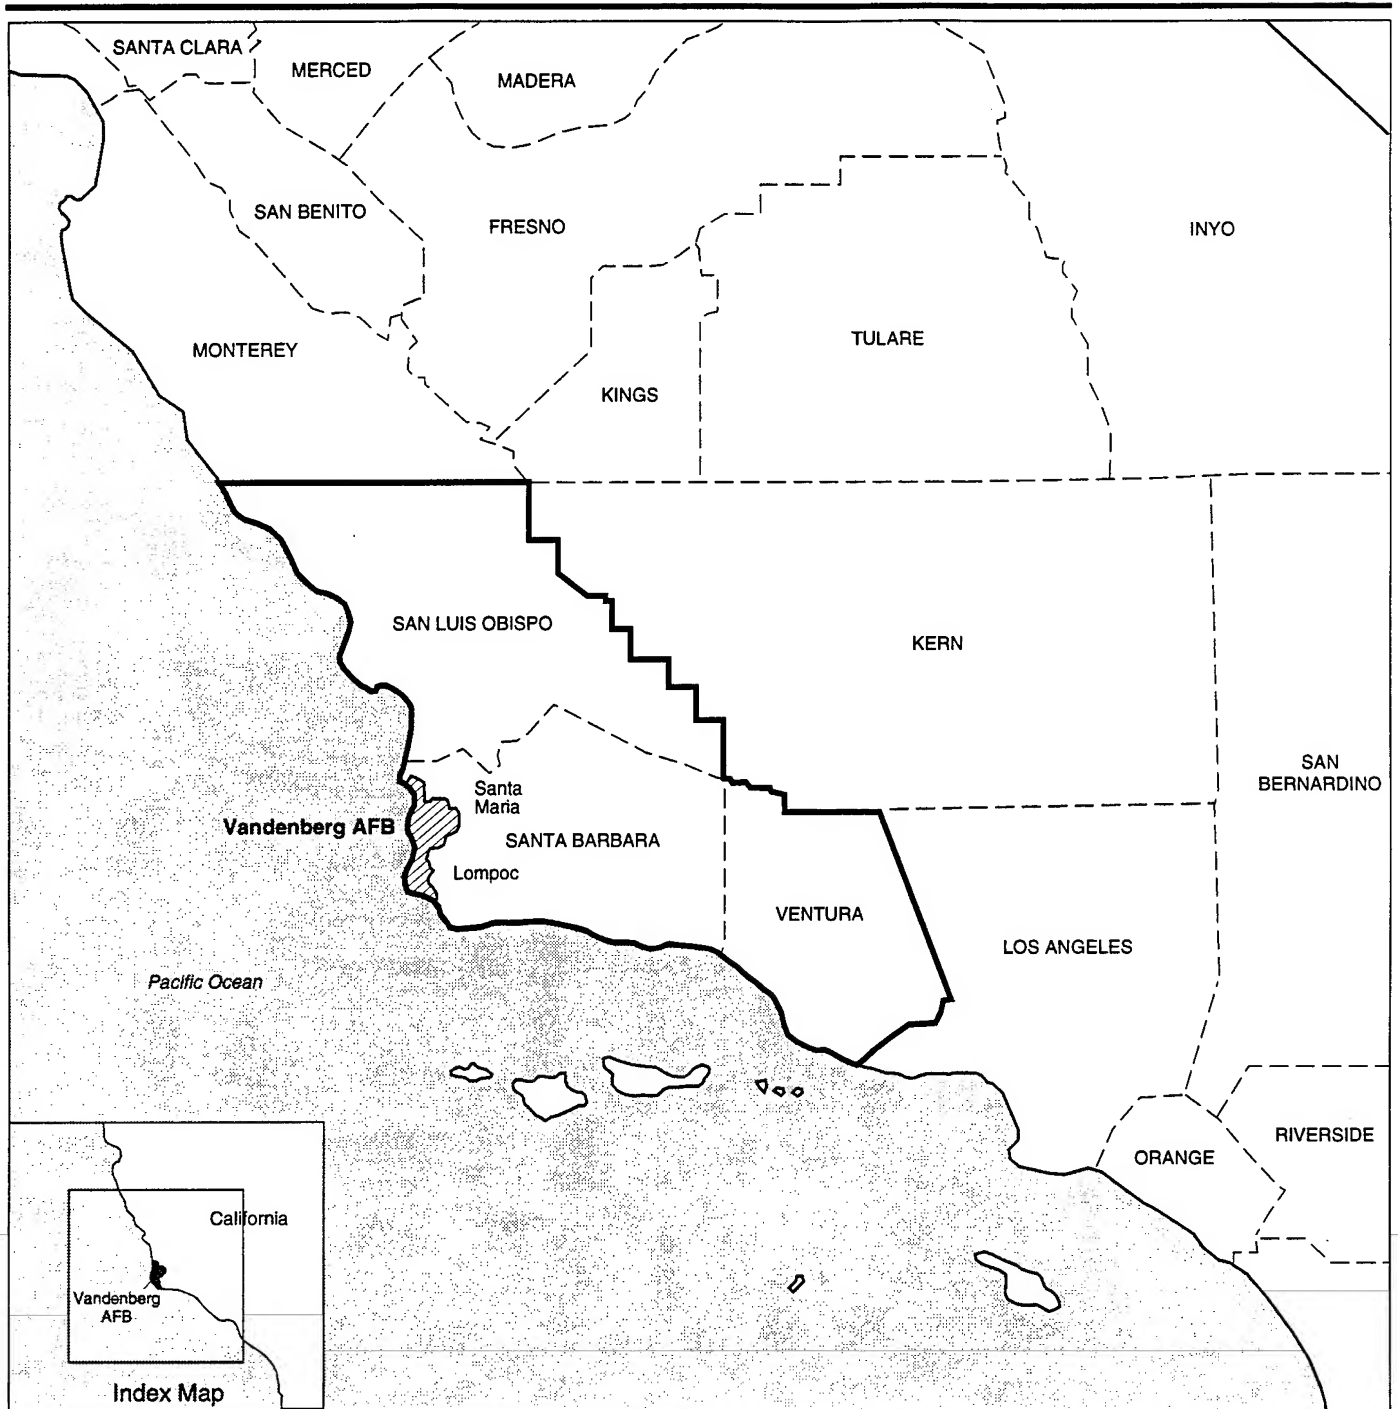 SANTA CLARA
MERCED
MADERA
SAN BENITO
FRESNO
INYO
MONTEREY
TULARE
KINGS
SAN LUIS OBISPO
KERN
SAN
BERNARDINO
Santa
Maria
Vandenberg AFB
SANTA BARBARA
Lompoc
VENTURA
LOS ANGELES
Pacific Ocean
RIVERSIDE
ORANGE
California
Vandenberg
AFB
Index Map